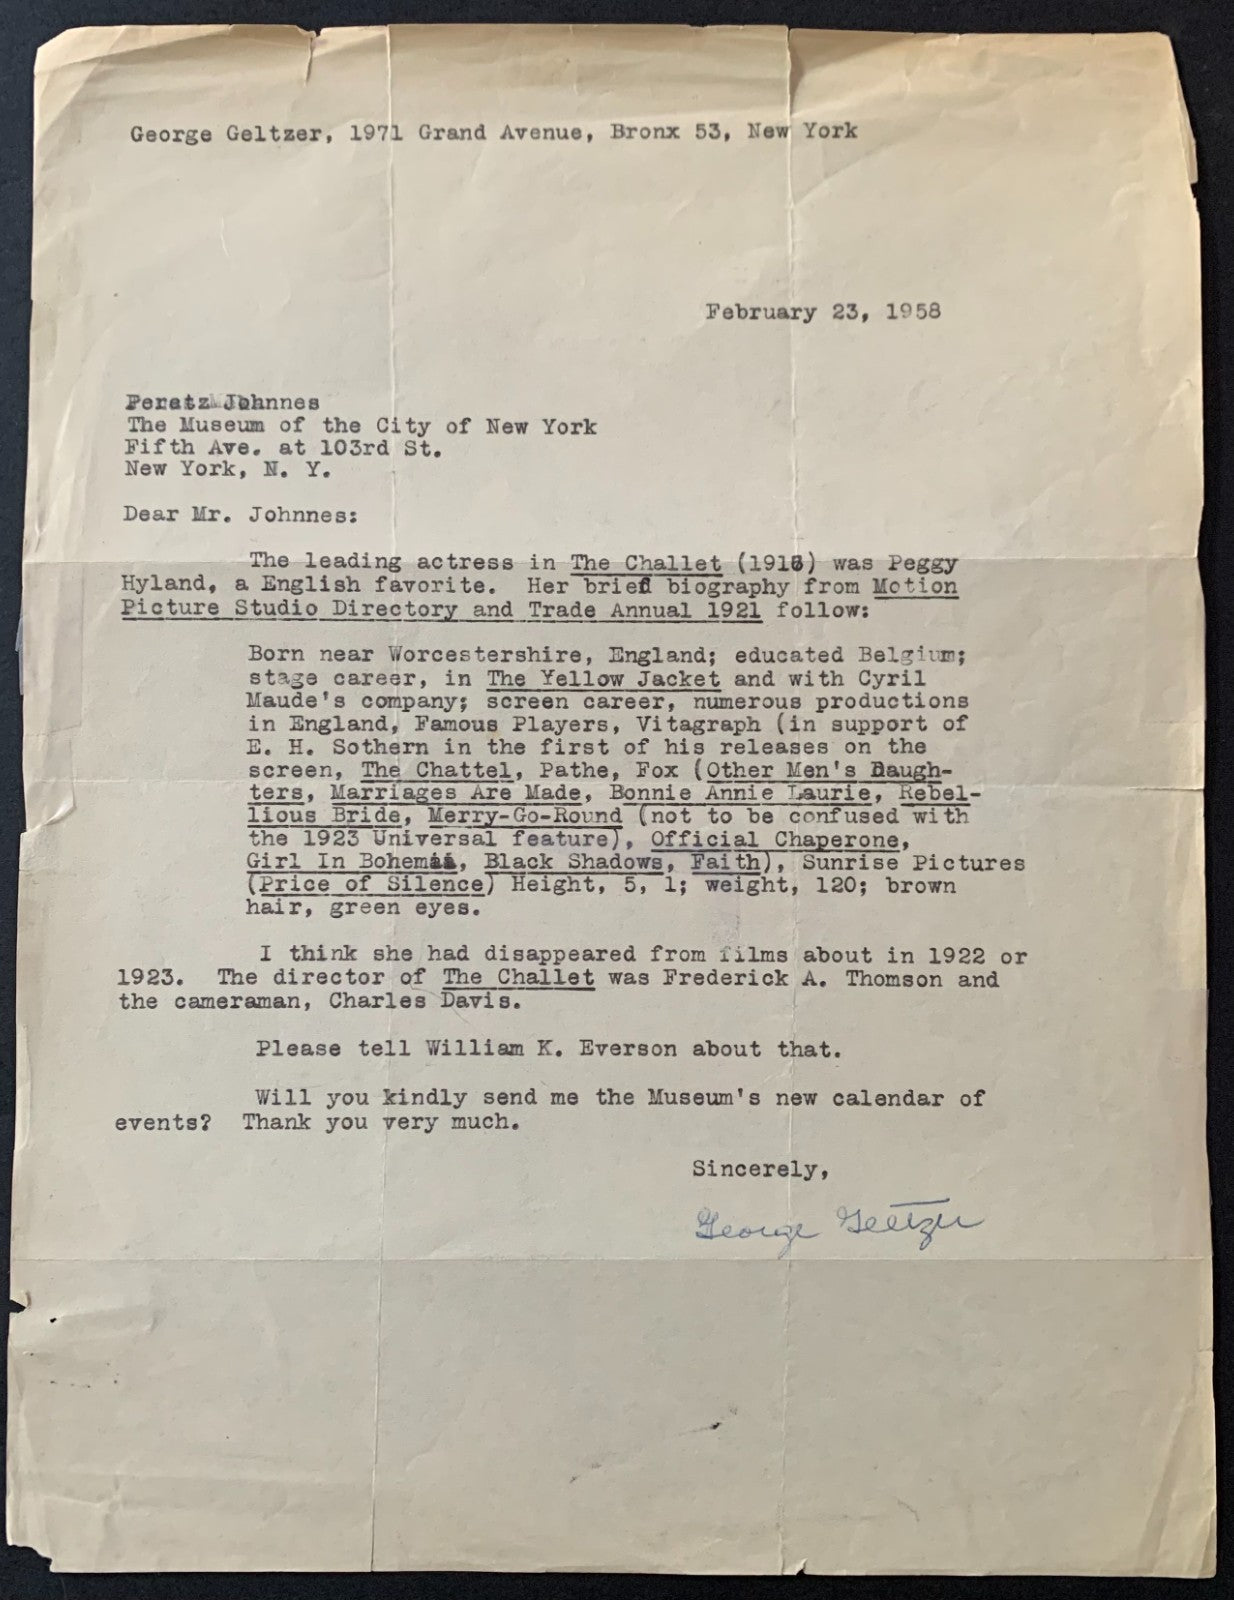 George Geltzer, 1971 Grand Avenue, Bronx 53, New York
February 23, 1958
Peratz Johnnes
The Museum of the City of New York
Fifth Ave. at 103rd St.
New York, N. Y.
Dear Mr. Johnnes:
The leading actress in The Challet (1916) was Peggy
Hyland, a English favorite. Her brief biography from Motion
Picture Studio Directory and Trade Annual 1921 follow:
Born near Worcestershire, England; educated Belgium;
stage career, in The Yellow Jacket and with Cyril
Maude's company; screen career, numerous productions
in England, Famous Players, Vitagraph (in support of
E. H. Sothern in the first of his releases on the
screen, The Chattel, Pathe, Fox (Other Men's Daugh-
ters, Marriages Are Made, Bonnie Annie Laurie, Rebel-
lious Bride, Merry-Go-Round (not to be confused with
the 1923 Universal feature), Official Chaperone,
Girl In Bohemia, Black Shadows, Faith), Sunrise Pictures
(Price of Silence) Height, 5, 1; weight, 120; brown
hair, green eyes.
I think she had disappeared from films about in 1922 or
1923. The director of The Challet was Frederick A. Thomson and
the cameraman, Charles Davis.
Please tell William K. Everson about that.
Will you kindly send me the Museum's new calendar of
events? Thank you very much.
Sincerely,
George Geltzer